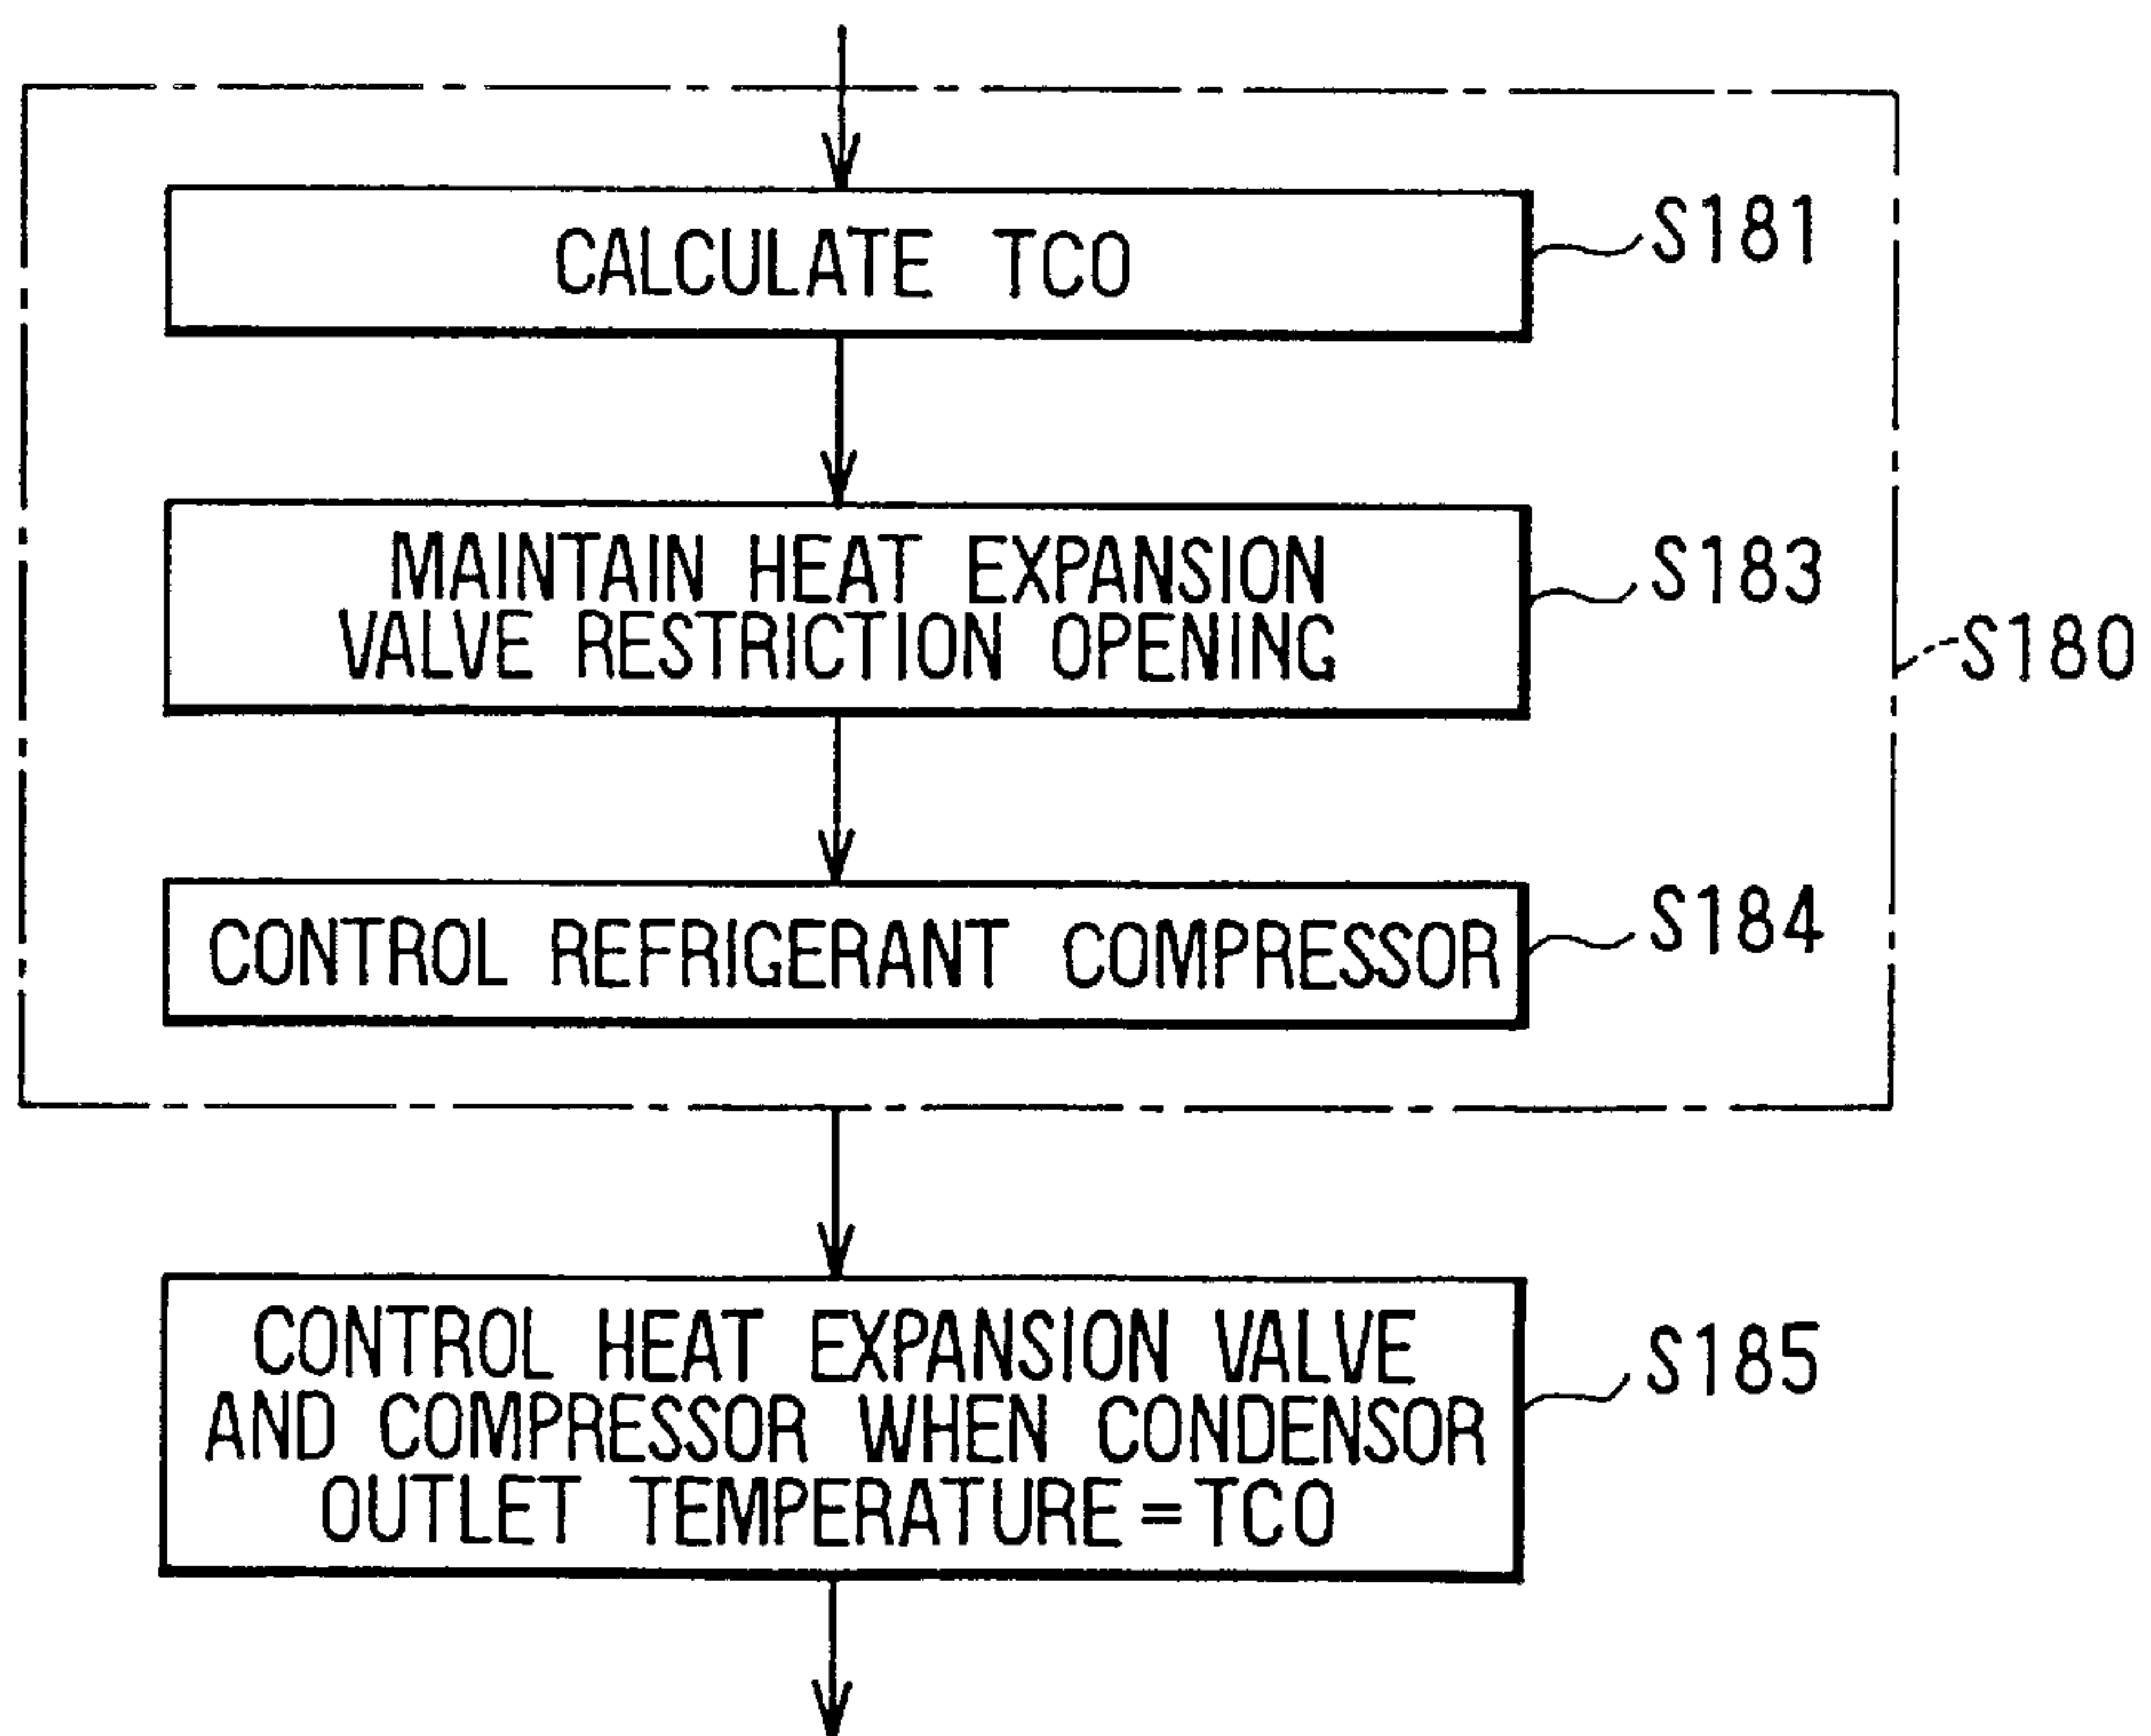 CALCULATE TCO
S181
MAINTAIN HEAT EXPANSION
VALVE RESTRICTION OPENING
S183
S180
CONTROL REFRIGERANT COMPRESSOR
S184
CONTROL HEAT EXPANSION VALVE
AND COMPRESSOR WHEN CONDENSOR
OUTLET TEMPERATURE=TCO
S185